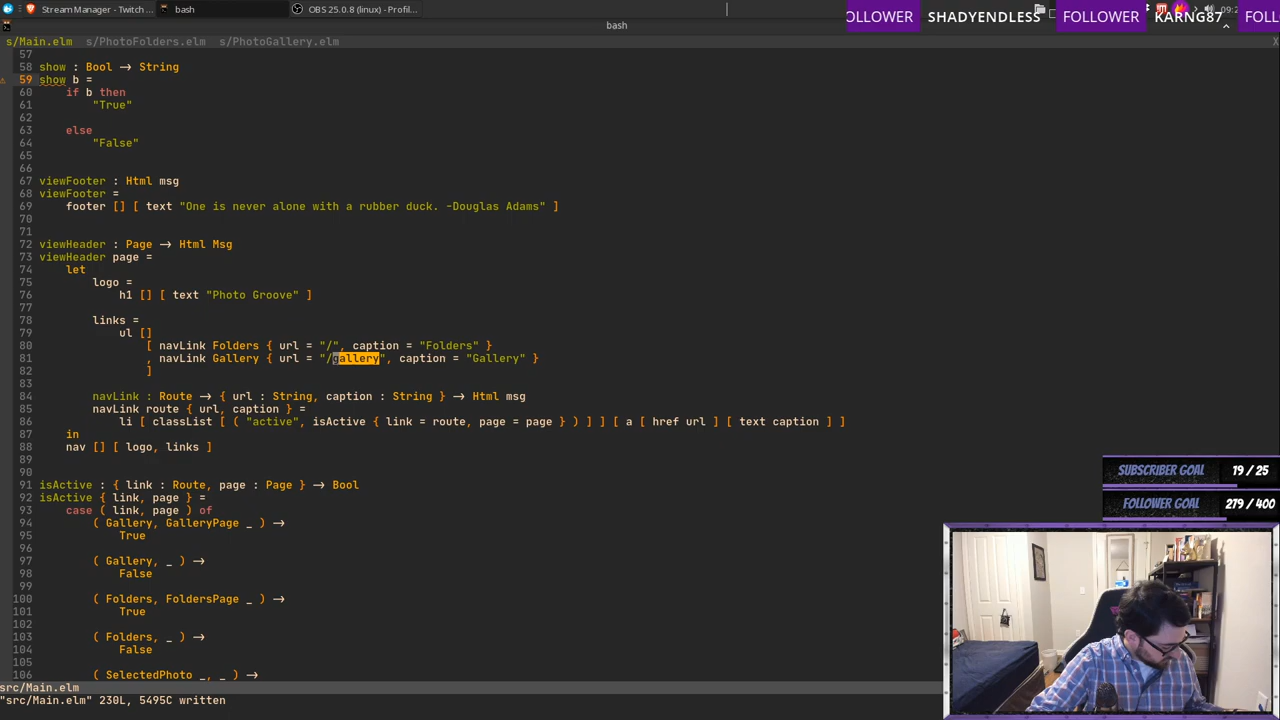 Stream Manager - Twitch bash OBS 25.0.8 (linux) - Profil...
bash
FOLLOWER SHADYENDLESS FOLLOWER KARNG87 FOLL
s/Main.elm s/PhotoFolders.elm s/PhotoGallery.elm X
57
58 show : Bool → String
59 show b =
60 if b then
61 "True"
62
63 else
64 "False"
65
66
67 viewFooter : Html msg
68 viewFooter =
69 footer [] [ text "One is never alone with a rubber duck. -Douglas Adams" ]
70
71
72 viewHeader : Page → Html Msg
73 viewHeader page =
74 let
75 logo =
76 h1 [] [ text "Photo Groove" ]
77
78 links =
79 ul []
80 [ navLink Folders { url = "/", caption = "Folders" }
81 , navLink Gallery { url = "/gallery", caption = "Gallery" }
82 ]
83
84 navLink : Route → { url : String, caption : String } → Html msg
85 navLink route { url, caption } =
86 li [ classList [ ( "active", isActive { link = route, page = page } ) ] ] [ a [ href url ] [ text caption ] ]
87 in
88 nav [] [ logo, links ]
89
90
91 isActive : { link : Route, page : Page } → Bool
92 isActive { link, page } =
93 case ( link, page ) of
94 ( Gallery, GalleryPage _ ) →
95 True
96
97 ( Gallery, _ ) →
98 False
99
100 ( Folders, FoldersPage _ ) →
101 True
102
103 ( Folders, _ ) →
104 False
105
106 ( SelectedPhoto _, _ ) →
src/Main.elm
"src/Main.elm" 230L, 5495C written
SUBSCRIBER GOAL 19 / 25
FOLLOWER GOAL 279 / 400